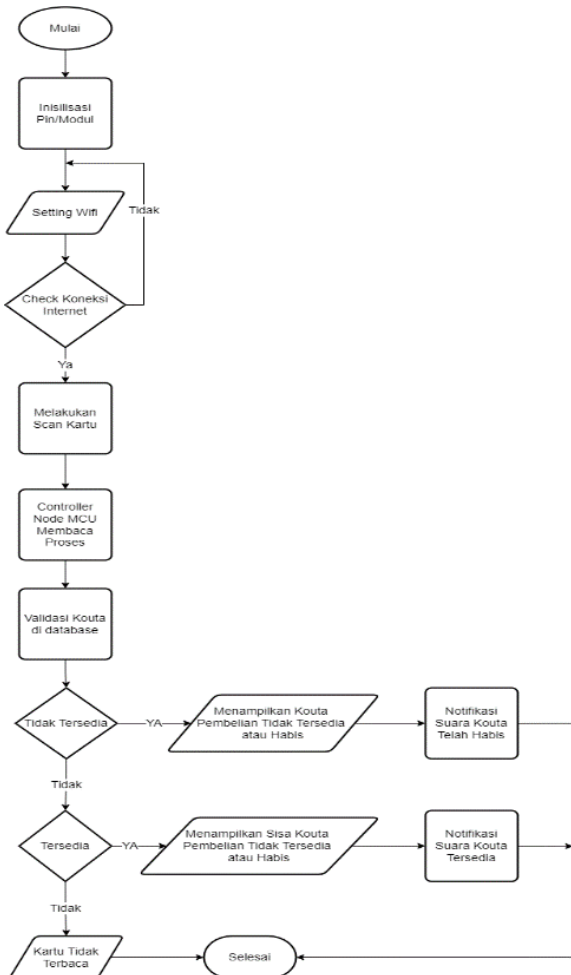 Mulai
Inisilisasi
Pin/Modul
Setting Wifi
Tidak
Check Koneksi
Internet
Ya
Melakukan
Scan Kartu
Controller
Node MCU
Membaca
Proses
Validasi Kouta
di database
Tidak Tersedia
YA
Menampilkan Kouta
Pembelian Tidak Tersedia
atau Habis
Notifikasi
Suara Kouta
Telah Habis
Tidak
Tersedia
YA
Menampilkan Sisa Kouta
Pembelian Tidak Tersedia
atau Habis
Notifikasi
Suara Kouta
Tersedia
Tidak
Kartu Tidak
Terbaca
Selesai